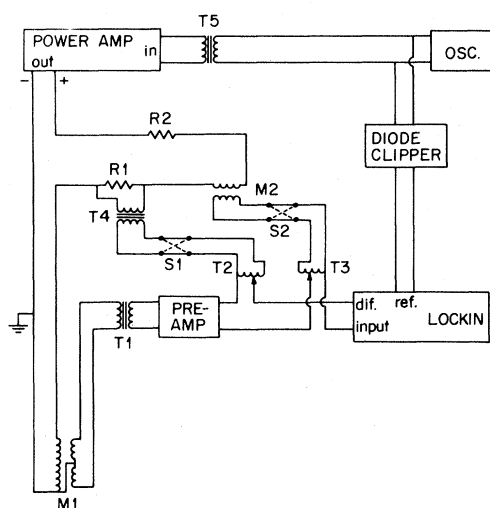 T5
POWER AMP
in
out
OSC.
- +
R2
DIODE
CLIPPER
R1
M2
T4
S2
S1
T2
T3
PRE-
AMP
T1
dif.
ref.
input
LOCKIN
M1